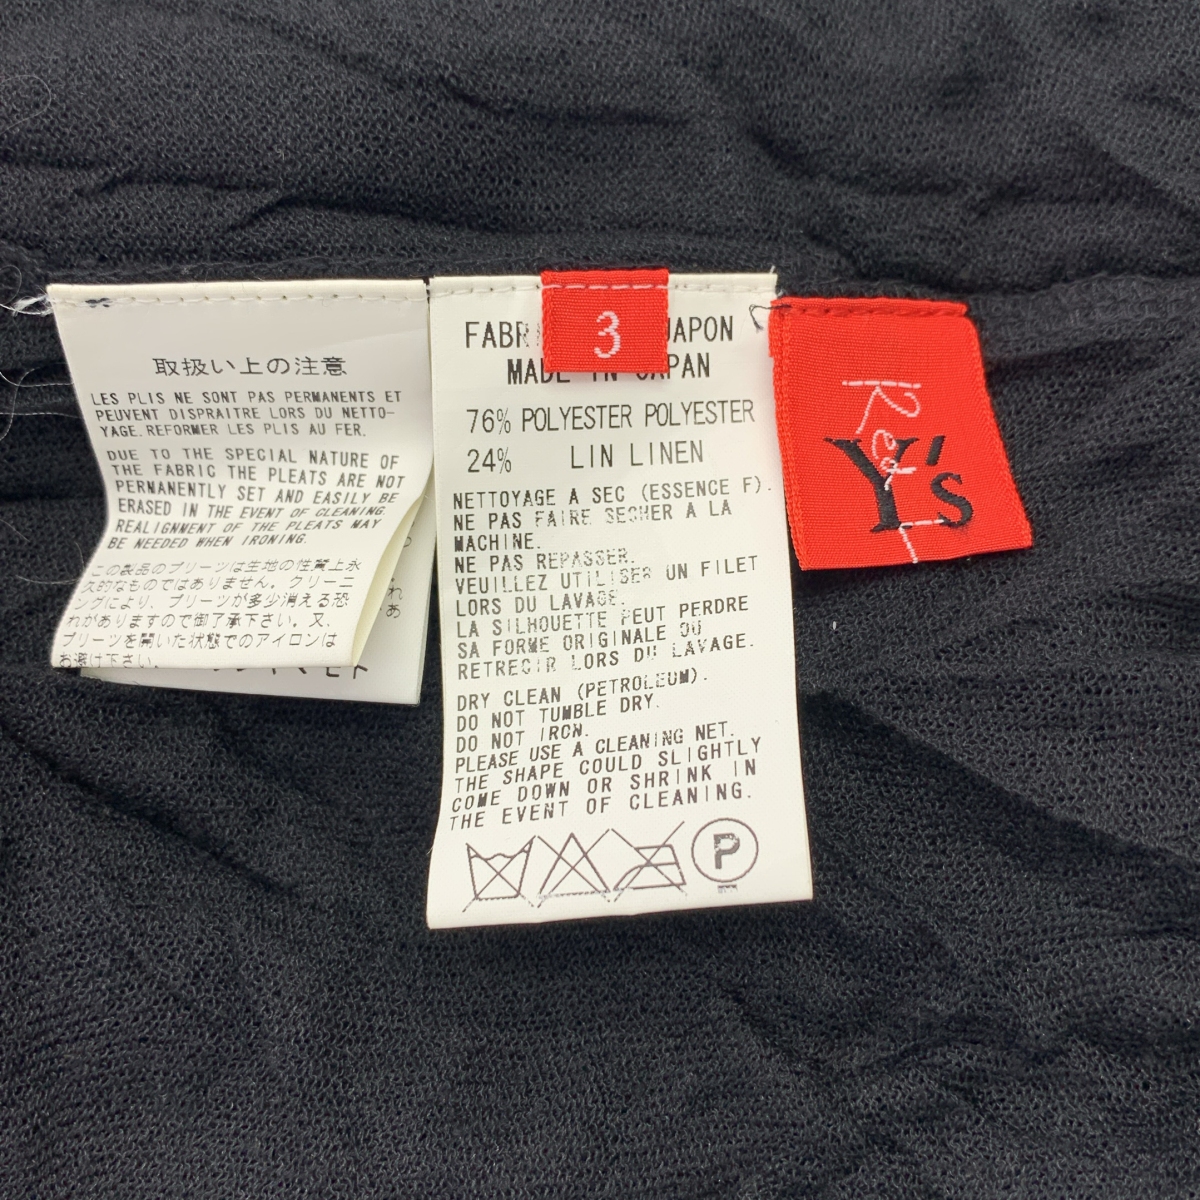 取扱い上の注意
LES PLIS NE SONT PAS PERMANENTS ET
PEUVENT DISPRAITRE LORS DU NETTO-
YAGE. REFORMER LES PLIS AU FER.
DUE TO THE SPECIAL NATURE OF
THE FABRIC THE PLEATS ARE NOT
PERMANENTLY SET AND EASILY BE
ERASED IN THE EVENT OF CLEANING.
REALIGNMENT OF THE PLEATS MAY
BE NEEDED WHEN IRONING.
この製品のプリーツは生地の性質上永
久的なものではありません。クリーニ
ングにより、プリーツが多少消える恐
れがありますので御了承下さい。又、
プリーツを開いた状態でのアイロンは
お避け下さい。
3
JAPON
MADE IN JAPAN
76% POLYESTER POLYESTER
24% LIN LINEN
NETTOYAGE A SEC (ESSENCE F).
NE PAS FAIRE SECHER A LA
MACHINE.
NE PAS REPASSER.
VEUILLEZ UTILISER UN FILET
LORS DU LAVAGE.
LA SILHOUETTE PEUT PERDRE
SA FORME ORIGINALE OU
RETRECIR LORS DU LAVAGE.
DRY CLEAN (PETROLEUM).
DO NOT TUMBLE DRY.
DO NOT IRON.
PLEASE USE A CLEANING NET.
THE SHAPE COULD SLIGHTLY
COME DOWN OR SHRINK IN
THE EVENT OF CLEANING.
P
Red
Y's